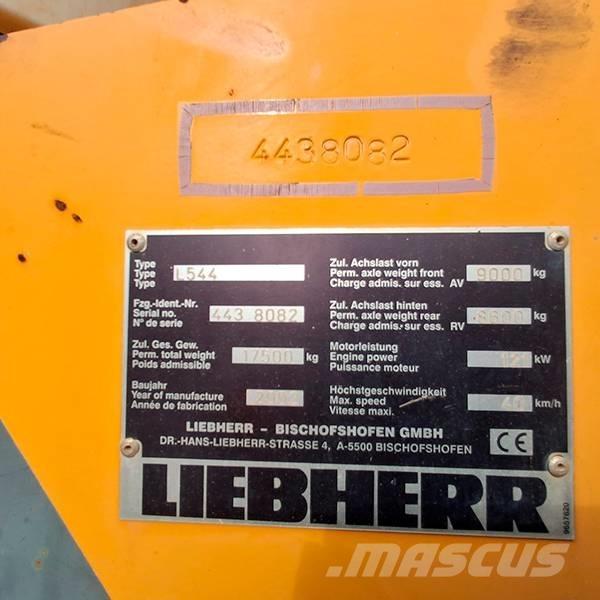 4438082
Type
Type L544
Type
Fzg.-Ident.-Nr.
Serial no. 443 8082
N° de serie
Zul. Ges. Gew.
Perm. total weight 17500 kg
Poids admissible
Baujahr
Year of manufacture
Année de fabrication
Zul. Achslast vorn
Perm. axle weight front 9000 kg
Charge admis. sur ess. AV
Zul. Achslast hinten
Perm. axle weight rear kg
Charge admis. sur ess. RV
Motorleistung
Engine power kW
Puissance moteur
Höchstgeschwindigkeit
Max. speed km/h
Vitesse maxi.
LIEBHERR - BISCHOFSHOFEN GMBH
DR.-HANS-LIEBHERR-STRASSE 4, A-5500 BISCHOFSHOFEN
CE
LIEBHERR
9657620
MASCUS